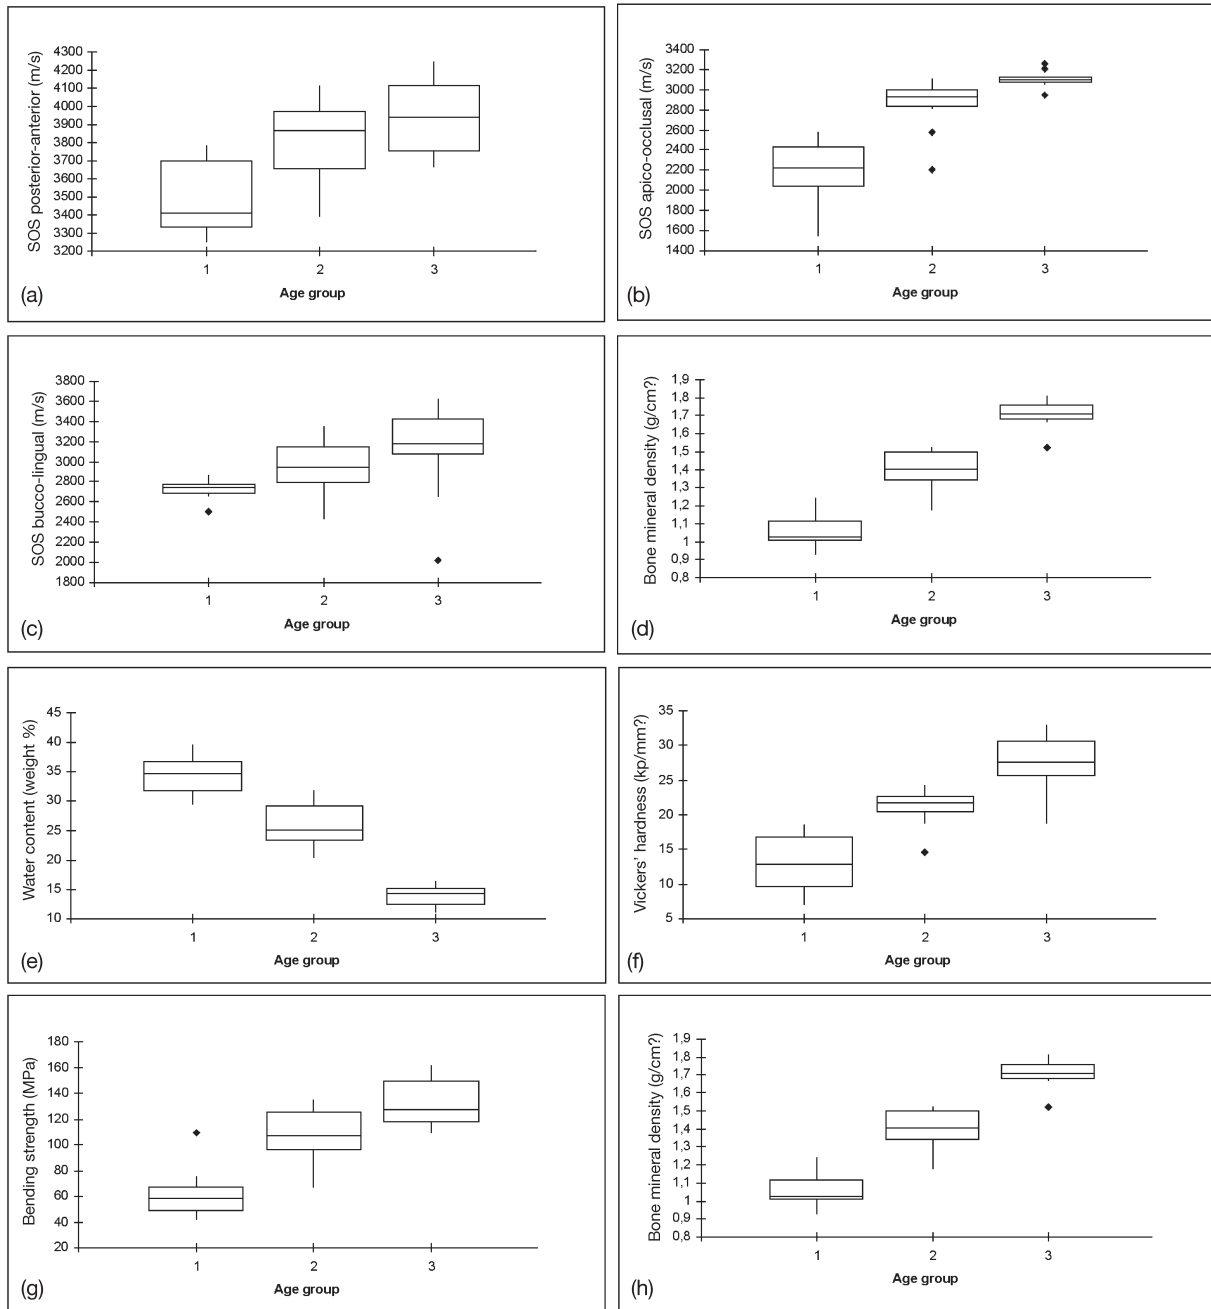 SOS posterior-anterior (m/s)
4300
4200
4100
4000
3900
3800
3700
3600
3500
3400
3300
3200
1 2 3
Age group
(a)
SOS apico-occlusal (m/s)
3400
3200
3000
2800
2600
2400
2200
2000
1800
1600
1400
1 2 3
Age group
(b)
SOS bucco-lingual (m/s)
3800
3600
3400
3200
3000
2800
2600
2400
2200
2000
1800
1 2 3
Age group
(c)
Bone mineral density (g/cm?)
1,9
1,8
1,7
1,6
1,5
1,4
1,3
1,2
1,1
1
0,9
0,8
1 2 3
Age group
(d)
Water content (weight %)
45
40
35
30
25
20
15
10
1 2 3
Age group
(e)
Vickers' hardness (kp/mm?)
35
30
25
20
15
10
5
1 2 3
Age group
(f)
Bending strength (MPa)
180
160
140
120
100
80
60
40
20
1 2 3
Age group
(g)
Bone mineral density (g/cm?)
1,9
1,8
1,7
1,6
1,5
1,4
1,3
1,2
1,1
1
0,9
0,8
1 2 3
Age group
(h)